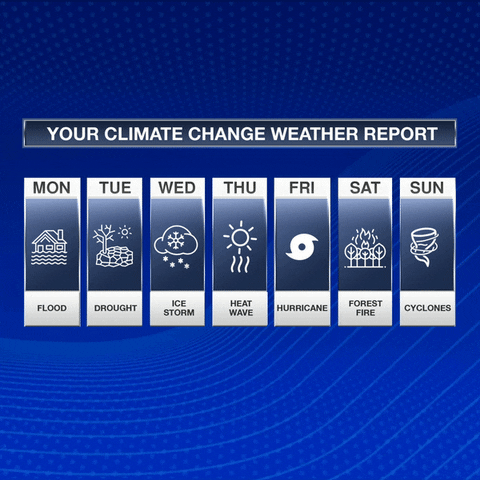 YOUR CLIMATE CHANGE WEATHER REPORT
MON TUE WED THU FRI SAT SUN
FLOOD
DROUGHT
ICE
STORM
HEAT
WAVE
HURRICANE
FOREST
FIRE
CYCLONES